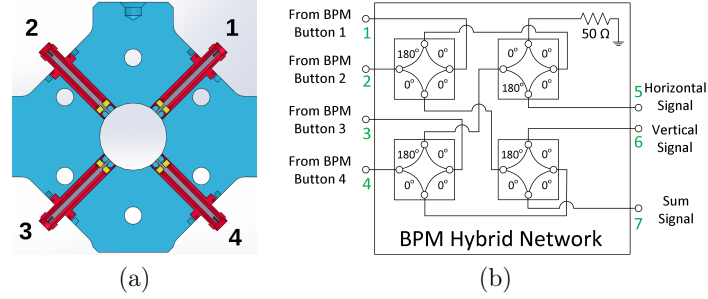 2
1
3
4
(a)
From BPM
Button 1
1
From BPM
Button 2
2
From BPM
Button 3
3
From BPM
Button 4
4
180° 0°
0° 0°
0° 0°
180° 0°
180° 0°
0° 0°
180° 0°
0° 0°
50 Ω
5
Horizontal
Signal
6
Vertical
Signal
7
Sum
Signal
BPM Hybrid Network
(b)